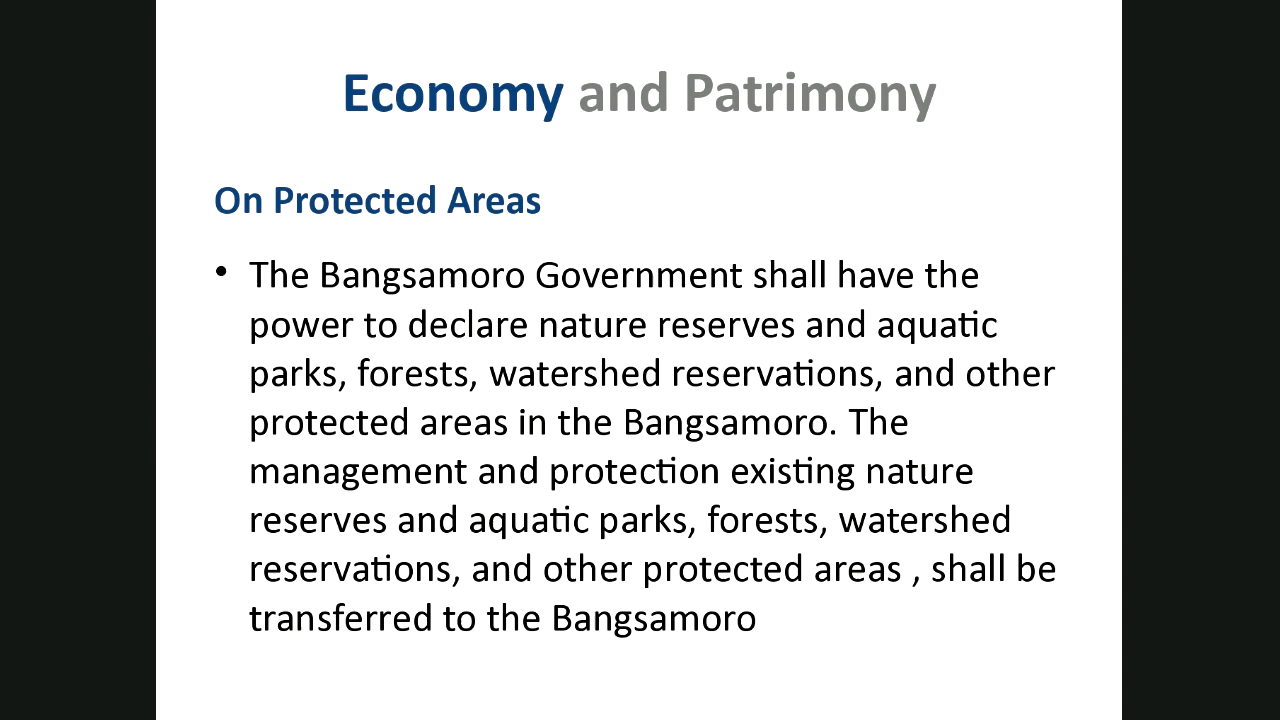 Economy and Patrimony
On Protected Areas
• The Bangsamoro Government shall have the
power to declare nature reserves and aquatic
parks, forests, watershed reservations, and other
protected areas in the Bangsamoro. The
management and protection existing nature
reserves and aquatic parks, forests, watershed
reservations, and other protected areas , shall be
transferred to the Bangsamoro